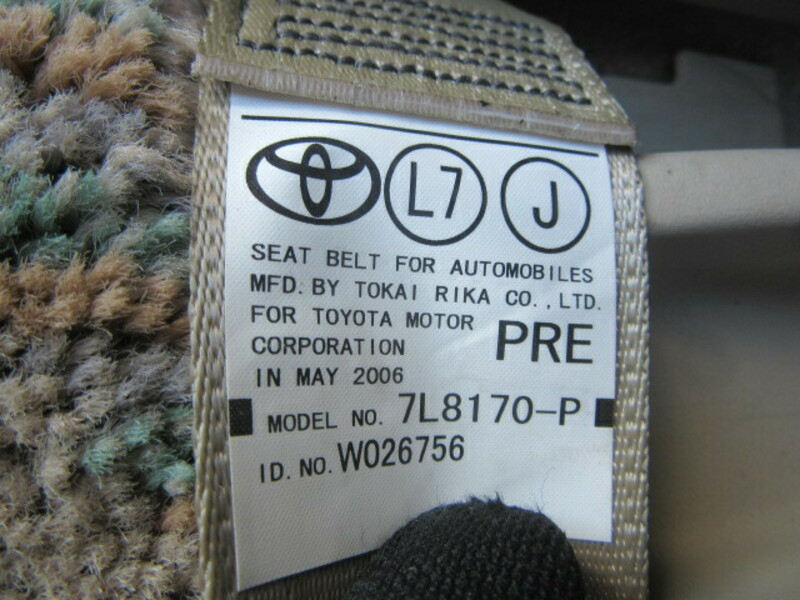 L7 J
SEAT BELT FOR AUTOMOBILES
MFD. BY TOKAI RIKA CO., LTD.
FOR TOYOTA MOTOR
CORPORATION PRE
IN MAY 2006
MODEL NO. 7L8170-P
ID. NO. W026756